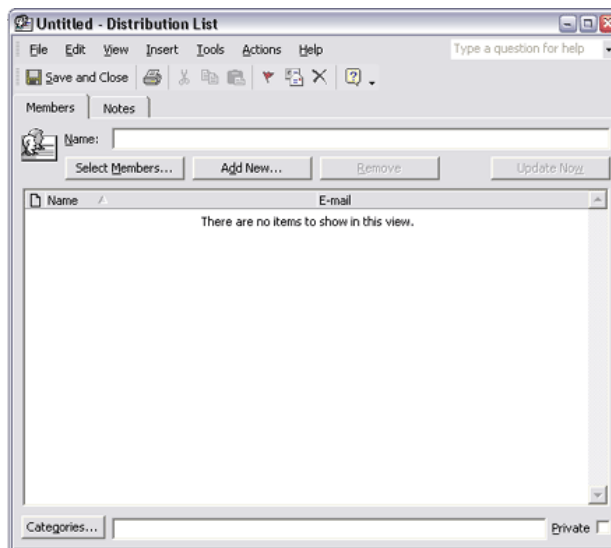 Untitled - Distribution List
File Edit View Insert Tools Actions Help Type a question for help
Save and Close
Members Notes
Name:
Select Members... Add New... Remove Update Now
Name E-mail
There are no items to show in this view.
Categories... Private